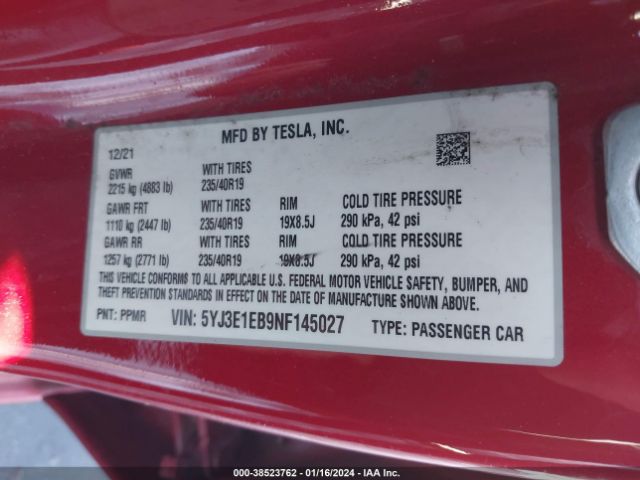 MFD BY TESLA, INC.
12/21
GVWR WITH TIRES
2215 kg (4883 lb) 235/40R19
GAWR FRT WITH TIRES RIM COLD TIRE PRESSURE
1110 kg (2447 lb) 235/40R19 19X8.5J 290 kPa, 42 psi
GAWR RR WITH TIRES RIM COLD TIRE PRESSURE
1257 kg (2771 lb) 235/40R19 19X8.5J 290 kPa, 42 psi
THIS VEHICLE CONFORMS TO ALL APPLICABLE U.S. FEDERAL MOTOR VEHICLE SAFETY, BUMPER, AND
THEFT PREVENTION STANDARDS IN EFFECT ON THE DATE OF MANUFACTURE SHOWN ABOVE.
PNT: PPMR VIN: 5YJ3E1EB9NF145027 TYPE: PASSENGER CAR
000-38523762 - 01/16/2024 - IAA Inc.